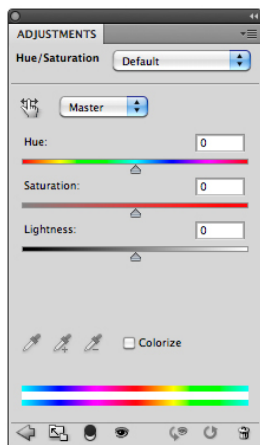 ADJUSTMENTS
Hue/Saturation Default
Master
Hue: 0
Saturation: 0
Lightness: 0
Colorize